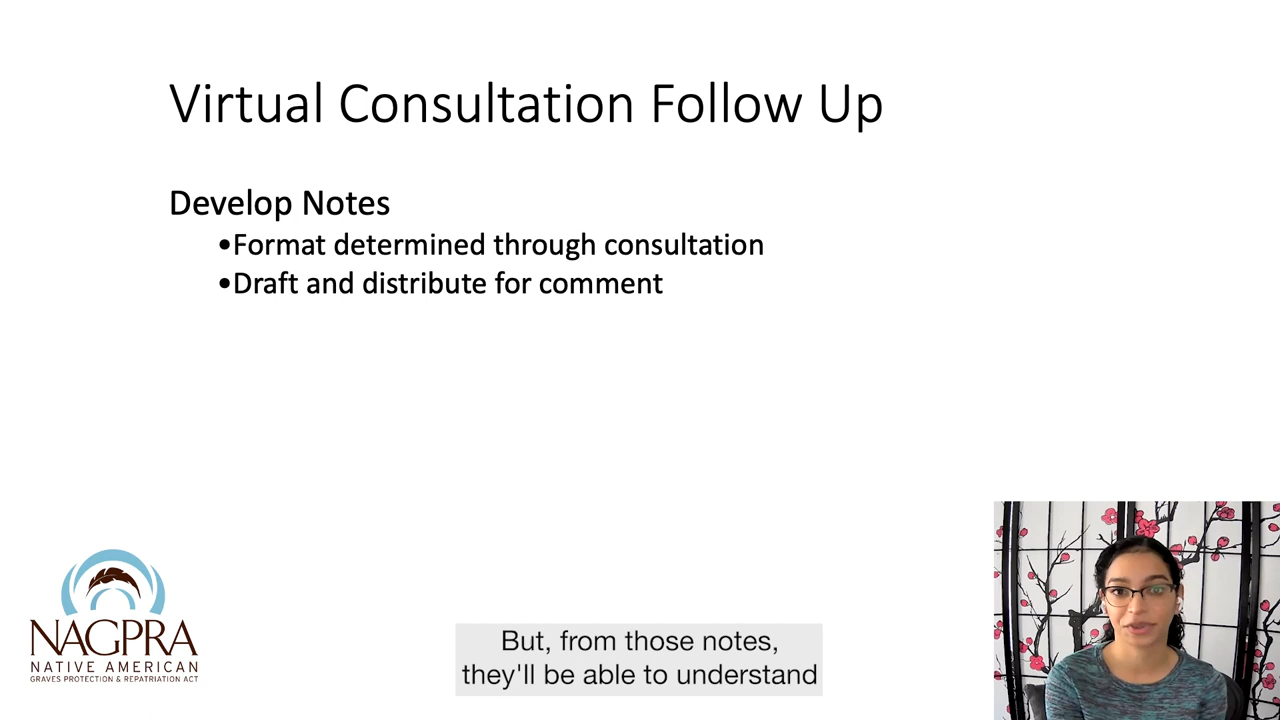 Virtual Consultation Follow Up
Develop Notes
•Format determined through consultation
•Draft and distribute for comment
NAGPRA
NATIVE AMERICAN
GRAVES PROTECTION & REPATRIATION ACT
But, from those notes,
they'll be able to understand